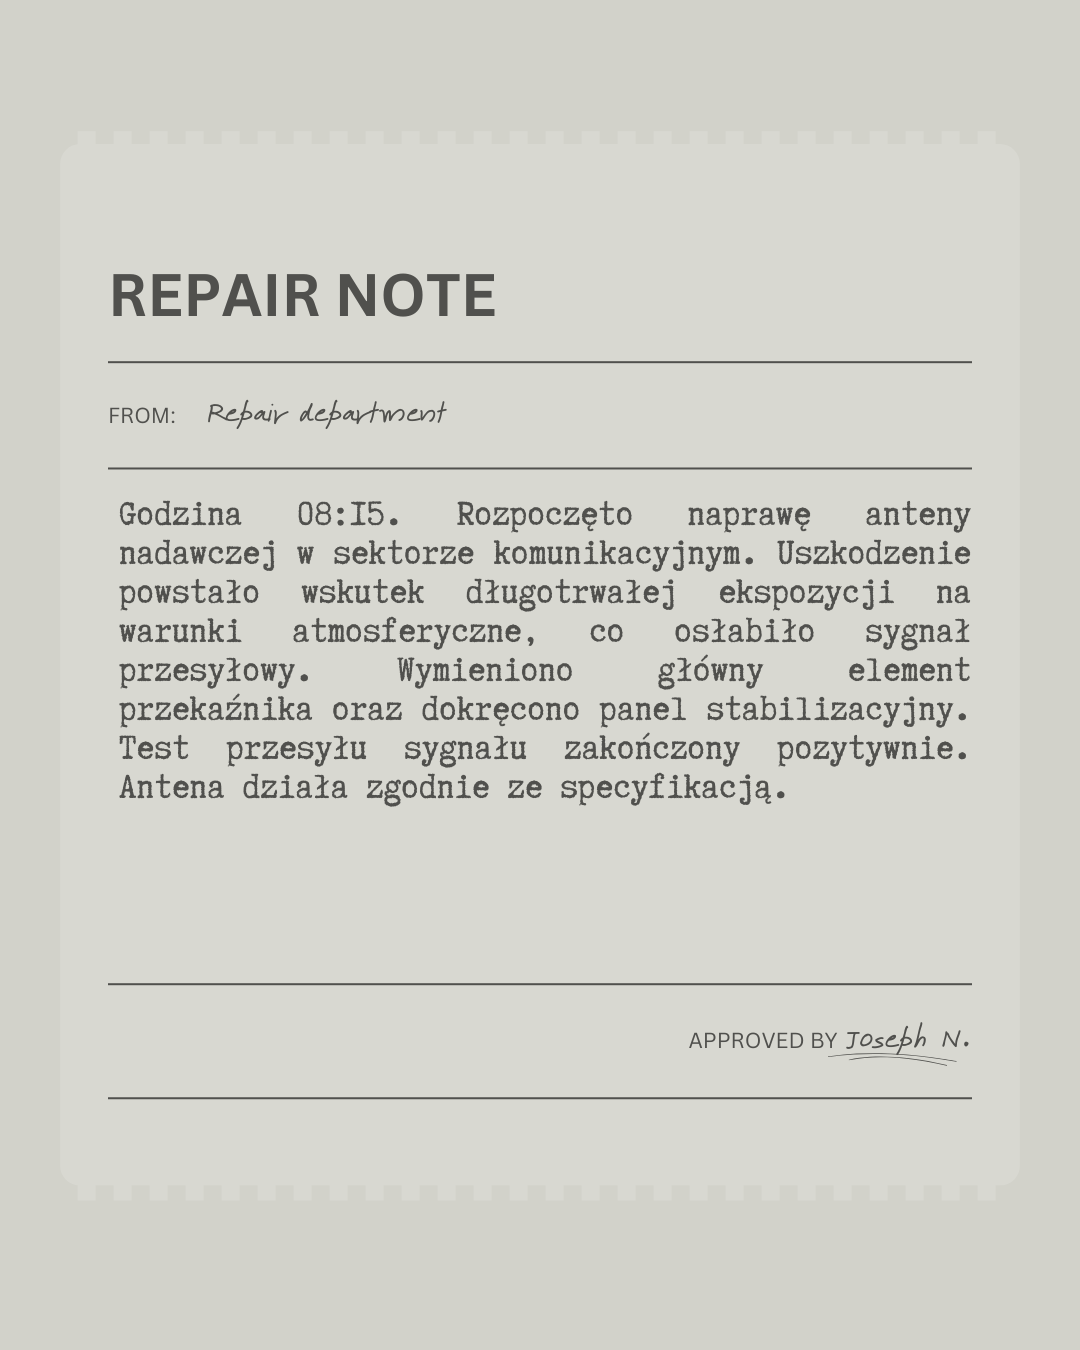 REPAIR NOTE
FROM: Repair department
Godzina 08:15. Rozpoczęto naprawę anteny
nadawczej w sektorze komunikacyjnym. Uszkodzenie
powstało wskutek długotrwałej ekspozycji na
warunki atmosferyczne, co osłabiło sygnał
przesyłowy. Wymieniono główny element
przekaźnika oraz dokręcono panel stabilizacyjny.
Test przesyłu sygnału zakończony pozytywnie.
Antena działa zgodnie ze specyfikacją.
APPROVED BY Joseph N.